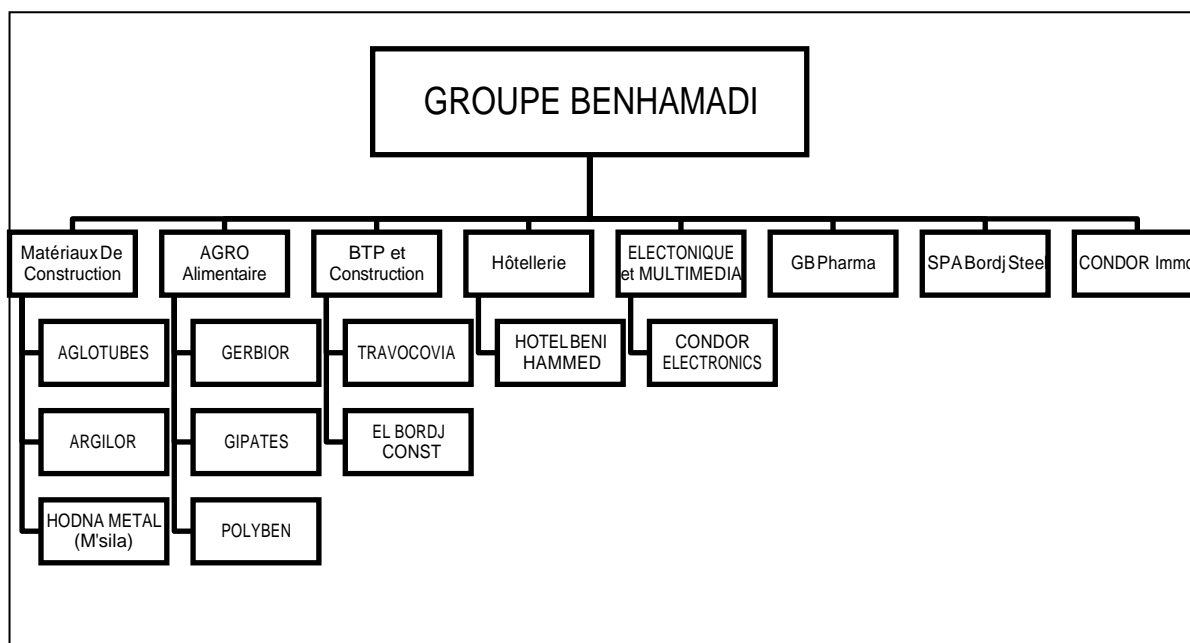 GROUPE BENHAMADI
Matériaux De
Construction
AGRO
Alimentaire
BTP et
Construction
Hôtellerie
ELECTONIQUE
et MULTIMEDIA
GB Pharma
SPA Bordj Steel
CONDOR Immo
AGLOTUBES
GERBIOR
TRAVOCOVIA
HOTEL BENI
HAMMED
CONDOR
ELECTRONICS
ARGILOR
GIPATES
EL BORDJ
CONST
HODNA METAL
(M'sila)
POLYBEN